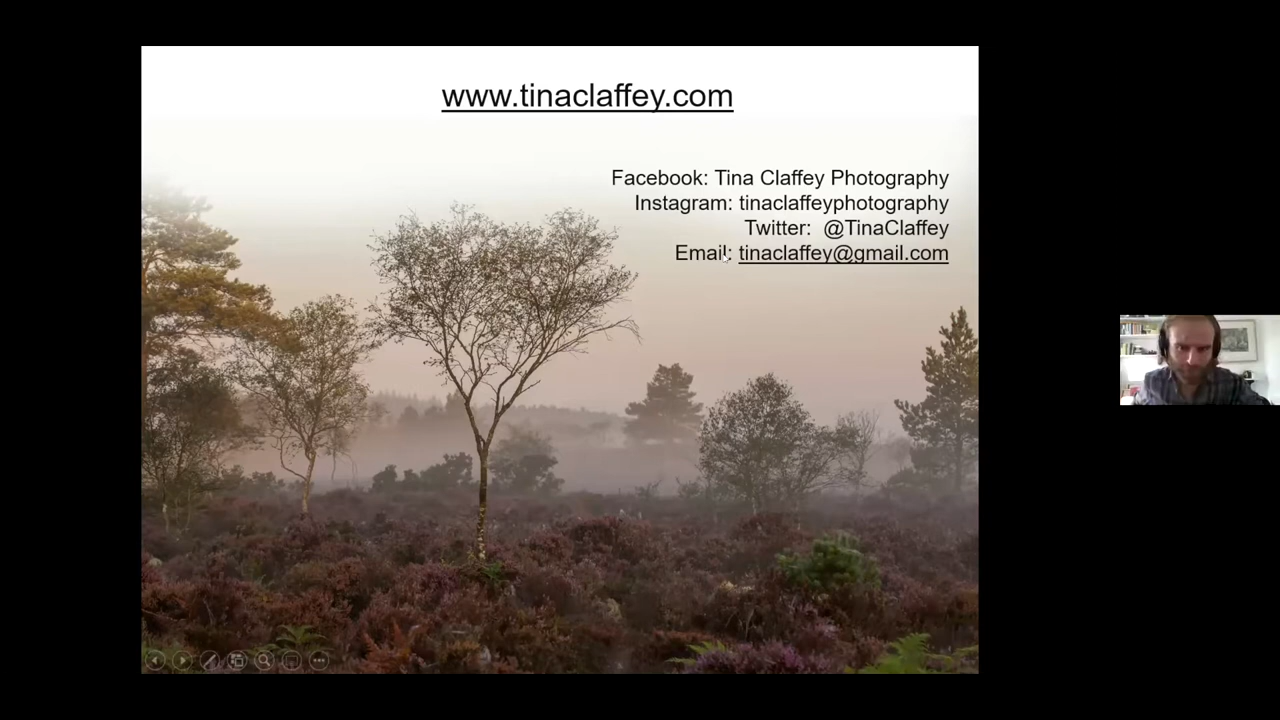 www.tinaclaffey.com
Facebook: Tina Claffey Photography
Instagram: tinaclaffeyphotography
Twitter: @TinaClaffey
Email: tinaclaffey@gmail.com